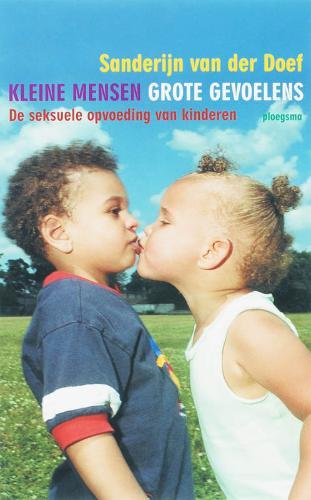 Sanderijn van der Doef
KLEINE MENSEN GROTE GEVOELENS
De seksuele opvoeding van kinderen
ploegsma